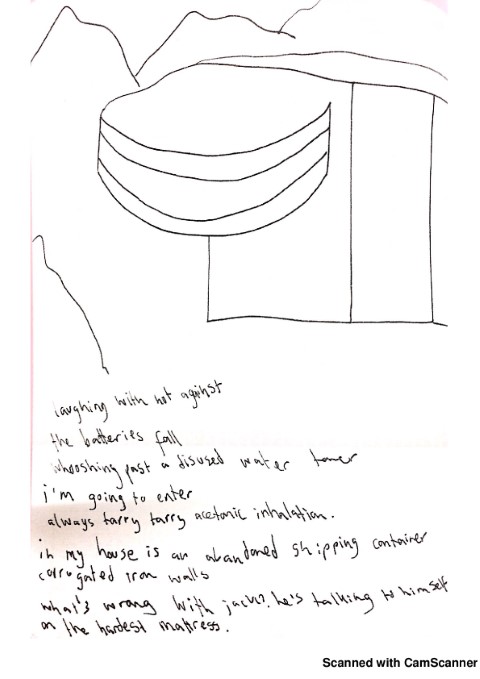 laughing with not against
the batteries fall
whooshing past a disused water tower
i'm going to enter
always tarry tarry acetonic inhalation.
in my house is an abandoned shipping container
corrugated iron walls
what's wrong with jack?. he's talking to himself
on the hardest mattress.
Scanned with CamScanner